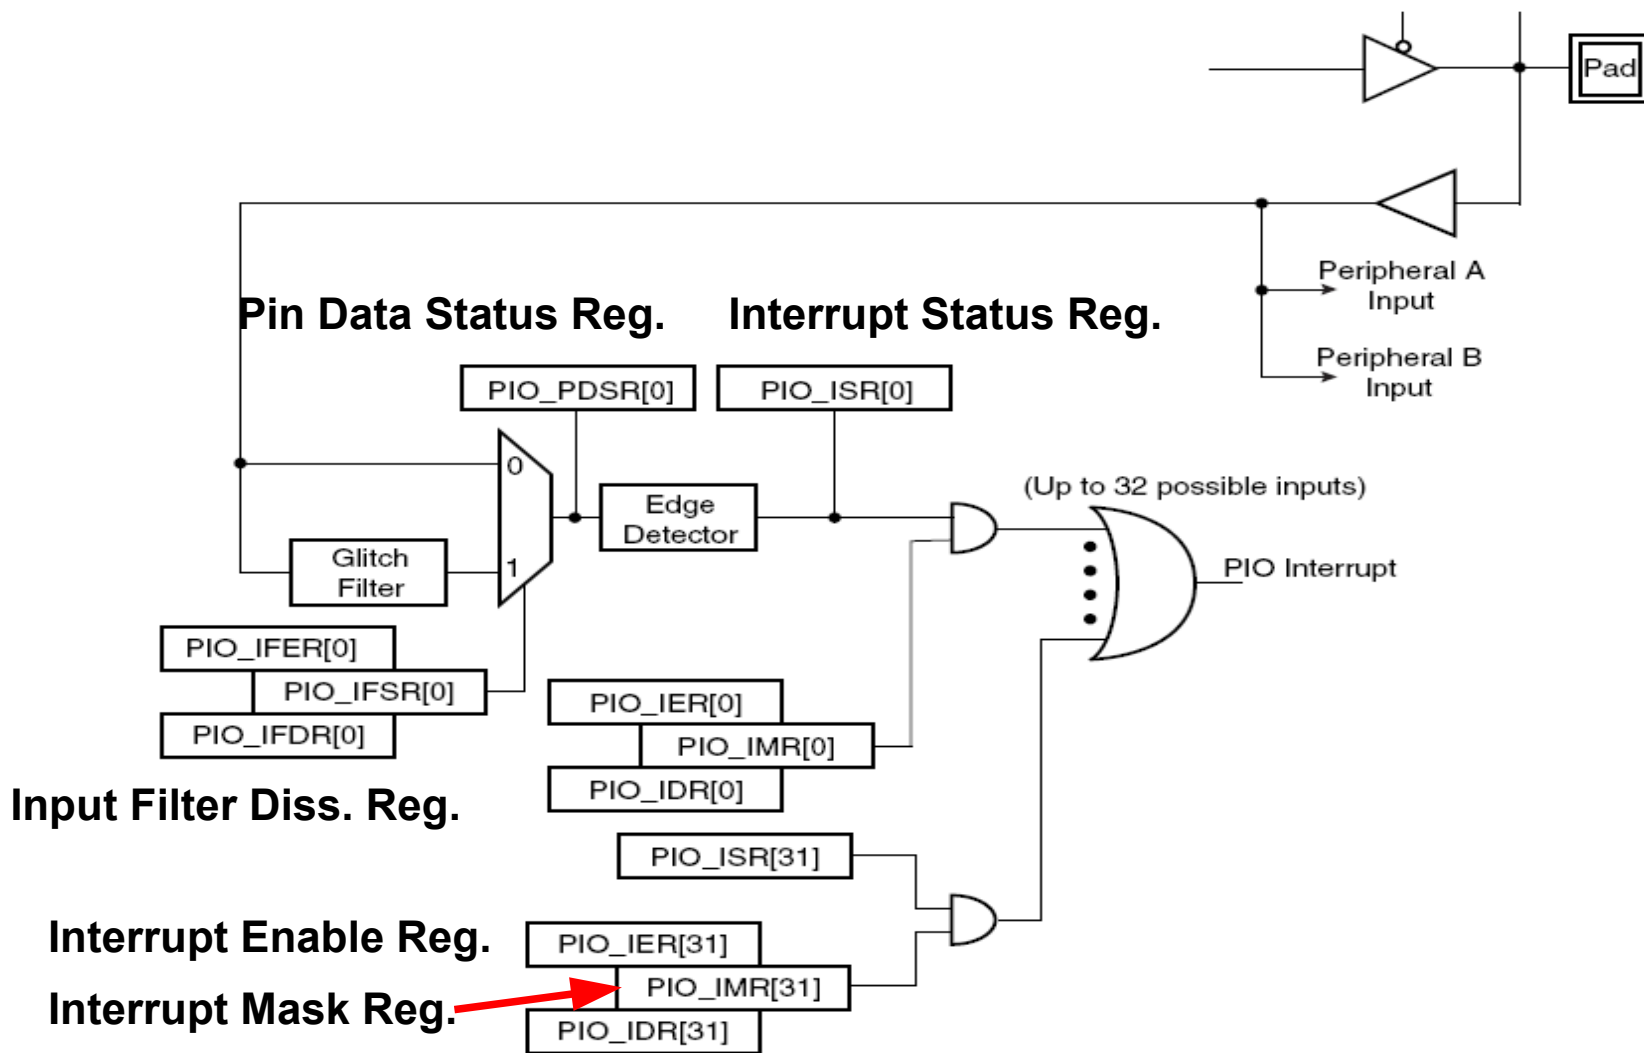 Pad
Peripheral A
Input
Pin Data Status Reg.
Interrupt Status Reg.
Peripheral B
Input
PIO_PDSR[0]
PIO_ISR[0]
0
(Up to 32 possible inputs)
Edge
Detector
Glitch
Filter
1
PIO Interrupt
PIO_IFER[0]
PIO_IFSR[0]
PIO_IFDR[0]
PIO_IER[0]
PIO_IMR[0]
PIO_IDR[0]
Input Filter Diss. Reg.
PIO_ISR[31]
Interrupt Enable Reg.
PIO_IER[31]
PIO_IMR[31]
Interrupt Mask Reg.
PIO_IDR[31]